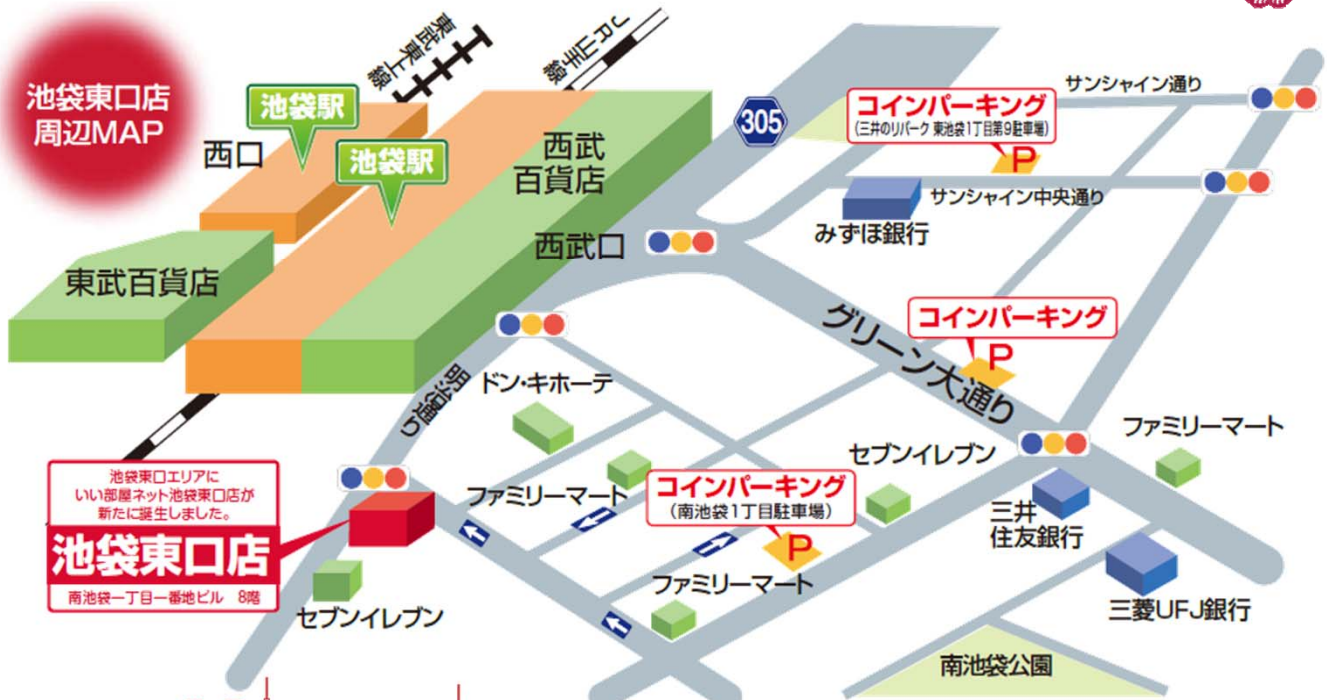 池袋東口店
周辺MAP
東武東上線
JR山手線
池袋駅
西口
池袋駅
西武
百貨店
305
コインパーキング
(三井のリパーク 東池袋1丁目第9駐車場)
P
サンシャイン通り
サンシャイン中央通り
みずほ銀行
西武口
東武百貨店
コインパーキング
P
グリーン大通り
明治通り
ドン・キホーテ
ファミリーマート
セブンイレブン
ファミリーマート
コインパーキング
(南池袋1丁目駐車場)
P
三井
住友銀行
三菱UFJ銀行
ファミリーマート
池袋東口エリアに
いい部屋ネット池袋東口店が
新たに誕生しました。
池袋東口店
南池袋一丁目一番地ビル 8階
セブンイレブン
南池袋公園